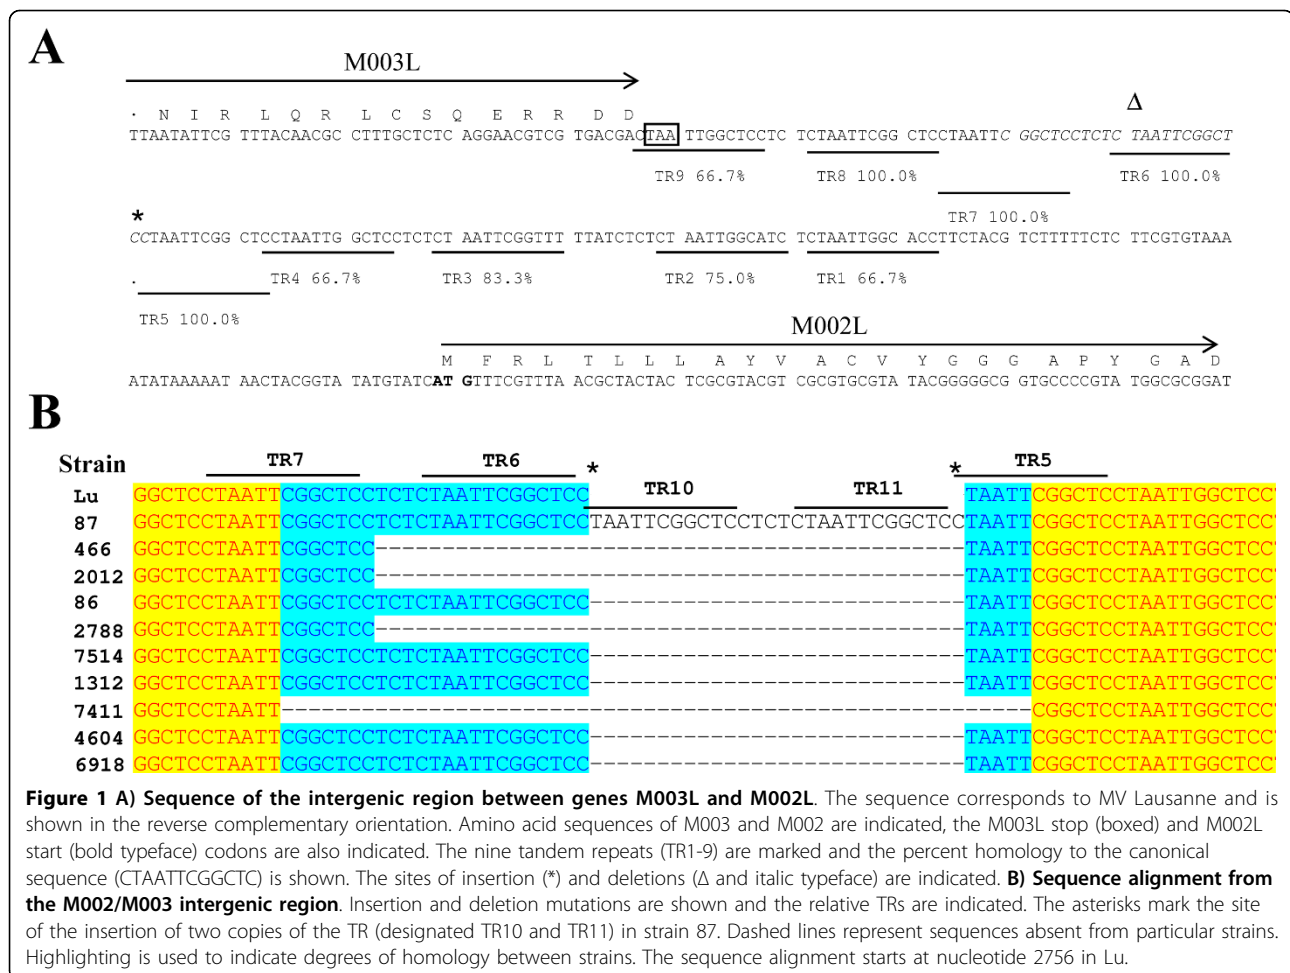 A
M003L
· N I R L Q R L C S Q E R R D D
Δ
TTAATATTCG TTTACAACGC CCTTTGCTCTC AGGAACGTCG TGACGACTAA TTGGCTCCTC TCTAATTCGG CTCCTAATTC GGCTCCTCTC TAATTCGGCT
TR9 66.7% TR8 100.0% TR6 100.0%
TR7 100.0%
*
CCTAATTCGG CTCCTAATTG GCTCCTCTCT AATTCGGTTT TTATCTCTCT AATTGGCATC TCTAATTGGC ACCTTCTACG TCTTTTTCTC TTCGTGTAAA
. TR4 66.7% TR3 83.3% TR2 75.0% TR1 66.7%
TR5 100.0%
M002L
M F R L T L L L A Y V A C V Y G G G A P Y G A D
ATATAAAAAT AACTACGGTA TATGTATCAT GTTTCGTTTA ACGCTACTAC TCGCGTACGT CGCGTGCGTA TACGGGGGCG GTGCCCCGTA TGGCGCGGAT
B
Strain TR7 TR6 * * TR5
TR10 TR11
Lu GGCTCCTAATTCGGCTCCTCTCTAATTCGGCTCC TAATTCGGCTCCTAATTGGCTCCT
87 GGCTCCTAATTCGGCTCCTCTCTAATTCGGCTCCTAATTCGGCTCCTCTCTAATTCGGCTCCTAATTCGGCTCCTAATTGGCTCCT
466 GGCTCCTAATTCGGCTCC-------------------------------------------TAATTCGGCTCCTAATTGGCTCCT
2012 GGCTCCTAATTCGGCTCC-------------------------------------------TAATTCGGCTCCTAATTGGCTCCT
86 GGCTCCTAATTCGGCTCCTCTCTAATTCGGCTCC----------------------------TAATTCGGCTCCTAATTGGCTCCT
2788 GGCTCCTAATTCGGCTCC-------------------------------------------TAATTCGGCTCCTAATTGGCTCCT
7514 GGCTCCTAATTCGGCTCCTCTCTAATTCGGCTCC----------------------------TAATTCGGCTCCTAATTGGCTCCT
1312 GGCTCCTAATTCGGCTCCTCTCTAATTCGGCTCC----------------------------TAATTCGGCTCCTAATTGGCTCCT
7411 GGCTCCTAATT-------------------------------------------------------CGGCTCCTAATTGGCTCCT
4604 GGCTCCTAATTCGGCTCCTCTCTAATTCGGCTCC----------------------------TAATTCGGCTCCTAATTGGCTCCT
6918 GGCTCCTAATTCGGCTCCTCTCTAATTCGGCTCC----------------------------TAATTCGGCTCCTAATTGGCTCCT
Figure 1 A) Sequence of the intergenic region between genes M003L and M002L. The sequence corresponds to MV Lausanne and is
shown in the reverse complementary orientation. Amino acid sequences of M003 and M002 are indicated, the M003L stop (boxed) and M002L
start (bold typeface) codons are also indicated. The nine tandem repeats (TR1-9) are marked and the percent homology to the canonical
sequence (CTAATTCGGCTC) is shown. The sites of insertion (*) and deletions (Δ and italic typeface) are indicated. B) Sequence alignment from
the M002/M003 intergenic region. Insertion and deletion mutations are shown and the relative TRs are indicated. The asterisks mark the site
of the insertion of two copies of the TR (designated TR10 and TR11) in strain 87. Dashed lines represent sequences absent from particular strains.
Highlighting is used to indicate degrees of homology between strains. The sequence alignment starts at nucleotide 2756 in Lu.